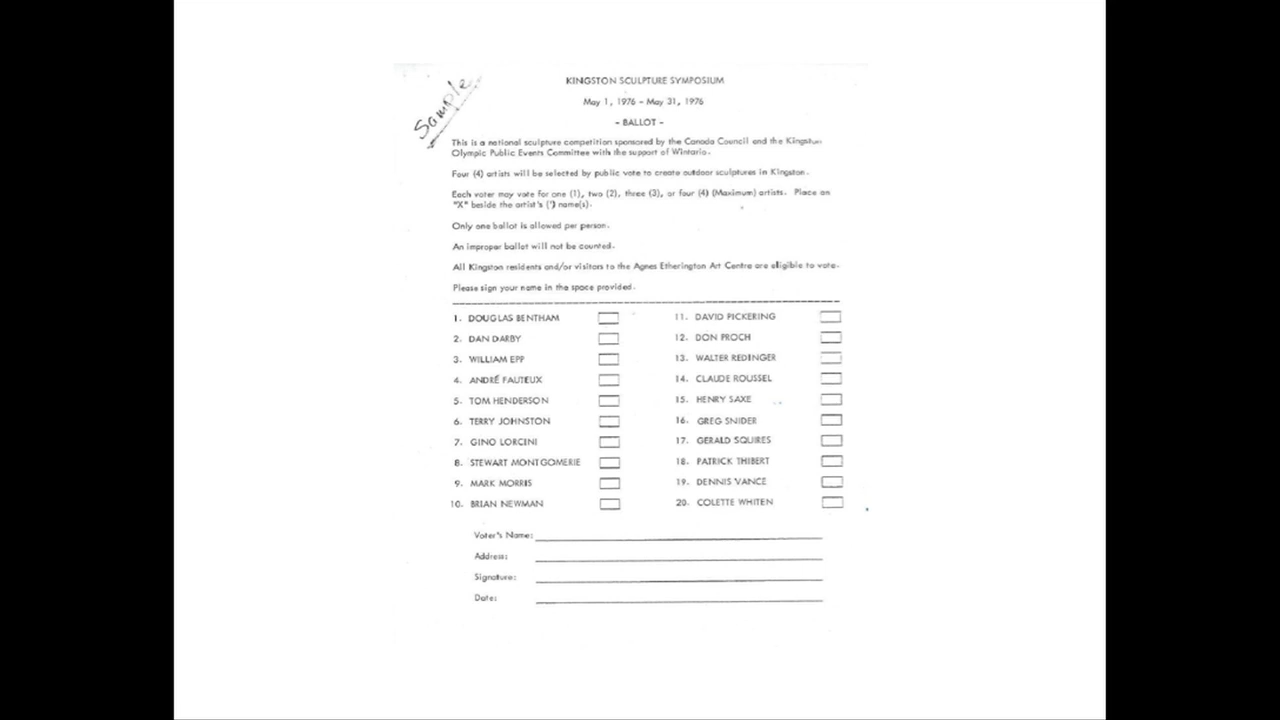 Sample
KINGSTON SCULPTURE SYMPOSIUM
May 1, 1976 - May 31, 1976
- BALLOT -
This is a national sculpture competition sponsored by the Canada Council and the Kingston
Olympic Public Events Committee with the support of Wintario.
Four (4) artists will be selected by public vote to create outdoor sculptures in Kingston.
Each voter may vote for one (1), two (2), three (3), or four (4) (Maximum) artists. Place an
"X" beside the artist's (') name(s).
Only one ballot is allowed per person.
An improper ballot will not be counted.
All Kingston residents and/or visitors to the Agnes Etherington Art Centre are eligible to vote.
Please sign your name in the space provided.
1. DOUGLAS BENTHAM
2. DAN DARBY
3. WILLIAM EPP
4. ANDRÉ FAUTEUX
5. TOM HENDERSON
6. TERRY JOHNSTON
7. GINO LORCINI
8. STEWART MONTGOMERIE
9. MARK MORRIS
10. BRIAN NEWMAN
11. DAVID PICKERING
12. DON PROCH
13. WALTER REDINGER
14. CLAUDE ROUSSEL
15. HENRY SAXE
16. GREG SNIDER
17. GERALD SQUIRES
18. PATRICK THIBERT
19. DENNIS VANCE
20. COLETTE WHITEN
Voter's Name:
Address:
Signature:
Date: